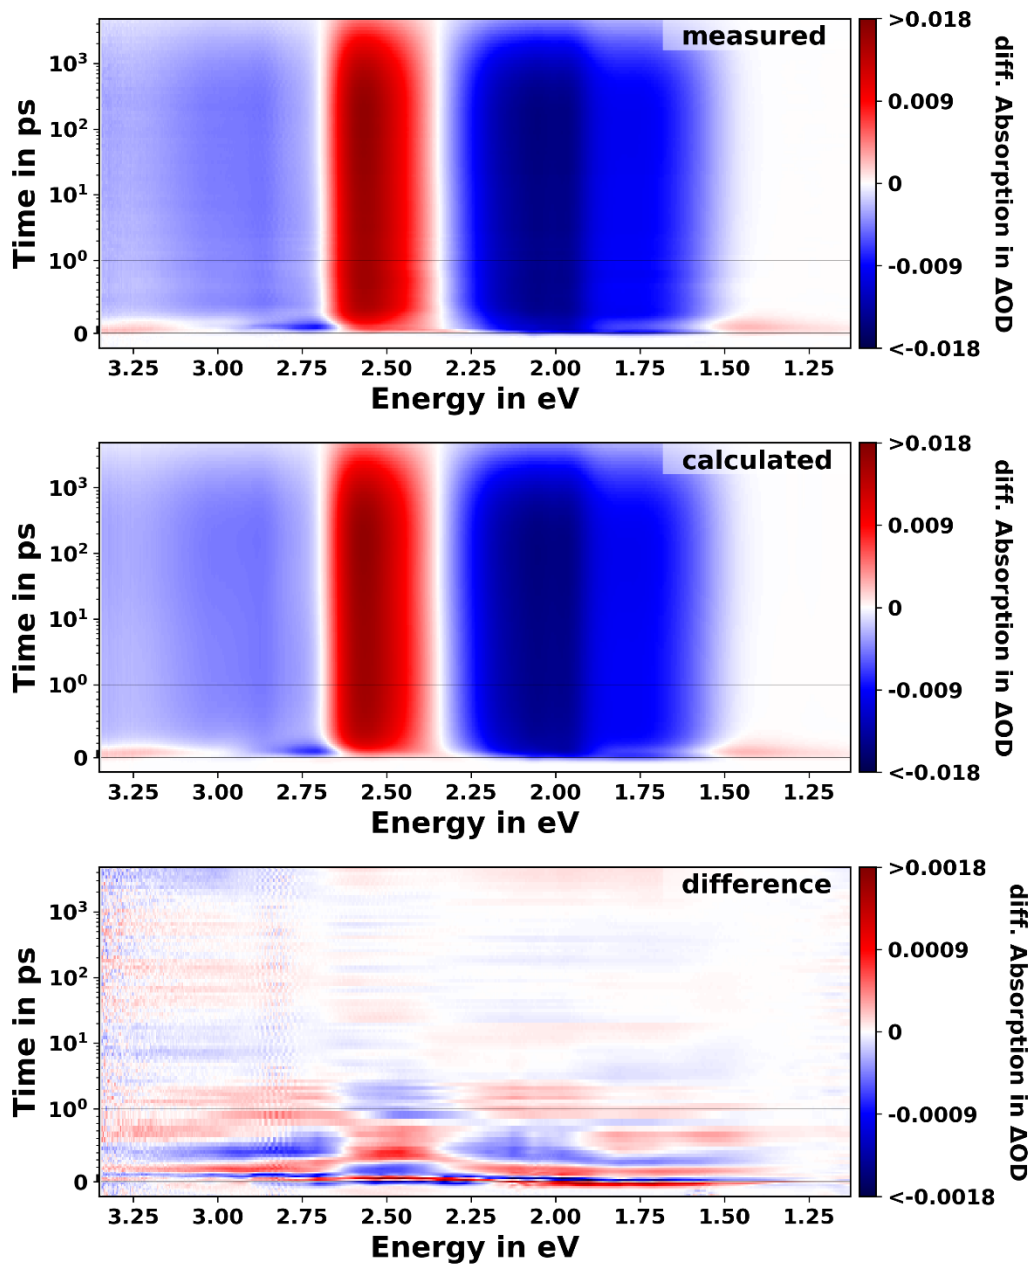 measured
>0.018
0.009
0
-0.009
<-0.018
diff. Absorption in ΔOD
Time in ps
10³
10²
10¹
10⁰
0
3.25 3.00 2.75 2.50 2.25 2.00 1.75 1.50 1.25
Energy in eV
calculated
>0.018
0.009
0
-0.009
<-0.018
diff. Absorption in ΔOD
Time in ps
10³
10²
10¹
10⁰
0
3.25 3.00 2.75 2.50 2.25 2.00 1.75 1.50 1.25
Energy in eV
difference
>0.0018
0.0009
0
-0.0009
<-0.0018
diff. Absorption in ΔOD
Time in ps
10³
10²
10¹
10⁰
0
3.25 3.00 2.75 2.50 2.25 2.00 1.75 1.50 1.25
Energy in eV